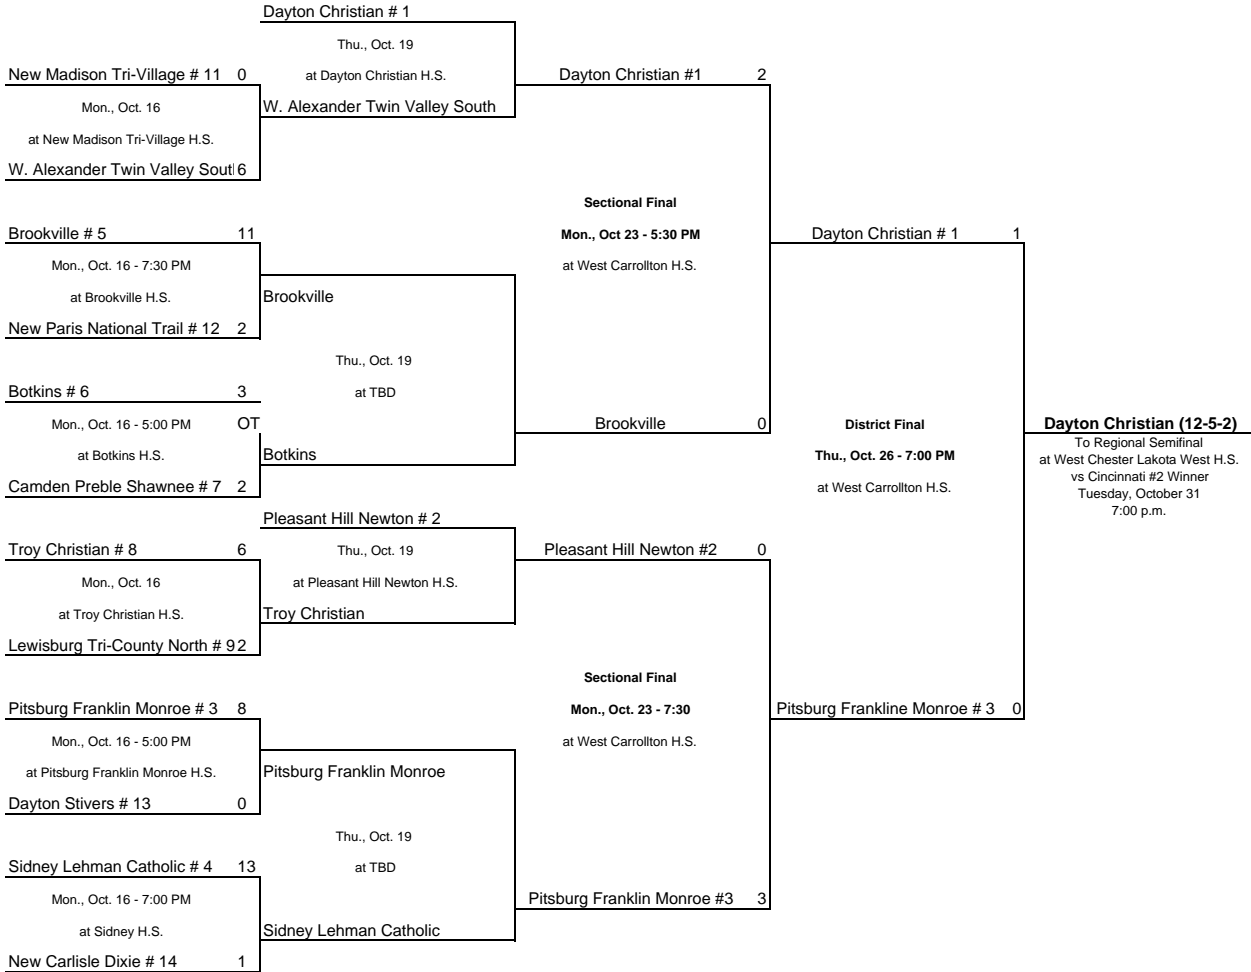 Dayton Christian # 1
Thu., Oct. 19
New Madison Tri-Village # 11 0
at Dayton Christian H.S.
Dayton Christian #1 2
Mon., Oct. 16
W. Alexander Twin Valley South
at New Madison Tri-Village H.S.
W. Alexander Twin Valley Sout 6
Sectional Final
Brookville # 5 11
Mon., Oct 23 - 5:30 PM
Dayton Christian # 1 1
Mon., Oct. 16 - 7:30 PM
at West Carrollton H.S.
at Brookville H.S.
Brookville
New Paris National Trail # 12 2
Thu., Oct. 19
Botkins # 6 3
at TBD
Mon., Oct. 16 - 5:00 PM OT
Brookville 0
District Final
Dayton Christian (12-5-2)
To Regional Semifinal
at Botkins H.S.
Botkins
Thu., Oct. 26 - 7:00 PM
at West Chester Lakota West H.S.
vs Cincinnati #2 Winner
Camden Preble Shawnee # 7 2
at West Carrollton H.S.
Tuesday, October 31
7:00 p.m.
Pleasant Hill Newton # 2
Troy Christian # 8 6
Thu., Oct. 19
Pleasant Hill Newton #2 0
Mon., Oct. 16
at Pleasant Hill Newton H.S.
at Troy Christian H.S.
Troy Christian
Lewisburg Tri-County North # 9 2
Sectional Final
Pitsburg Franklin Monroe # 3 8
Mon., Oct. 23 - 7:30
Pitsburg Frankline Monroe # 3 0
Mon., Oct. 16 - 5:00 PM
at West Carrollton H.S.
at Pitsburg Franklin Monroe H.S.
Pitsburg Franklin Monroe
Dayton Stivers # 13 0
Thu., Oct. 19
Sidney Lehman Catholic # 4 13
at TBD
Mon., Oct. 16 - 7:00 PM
Pitsburg Franklin Monroe #3 3
at Sidney H.S.
Sidney Lehman Catholic
New Carlisle Dixie # 14 1